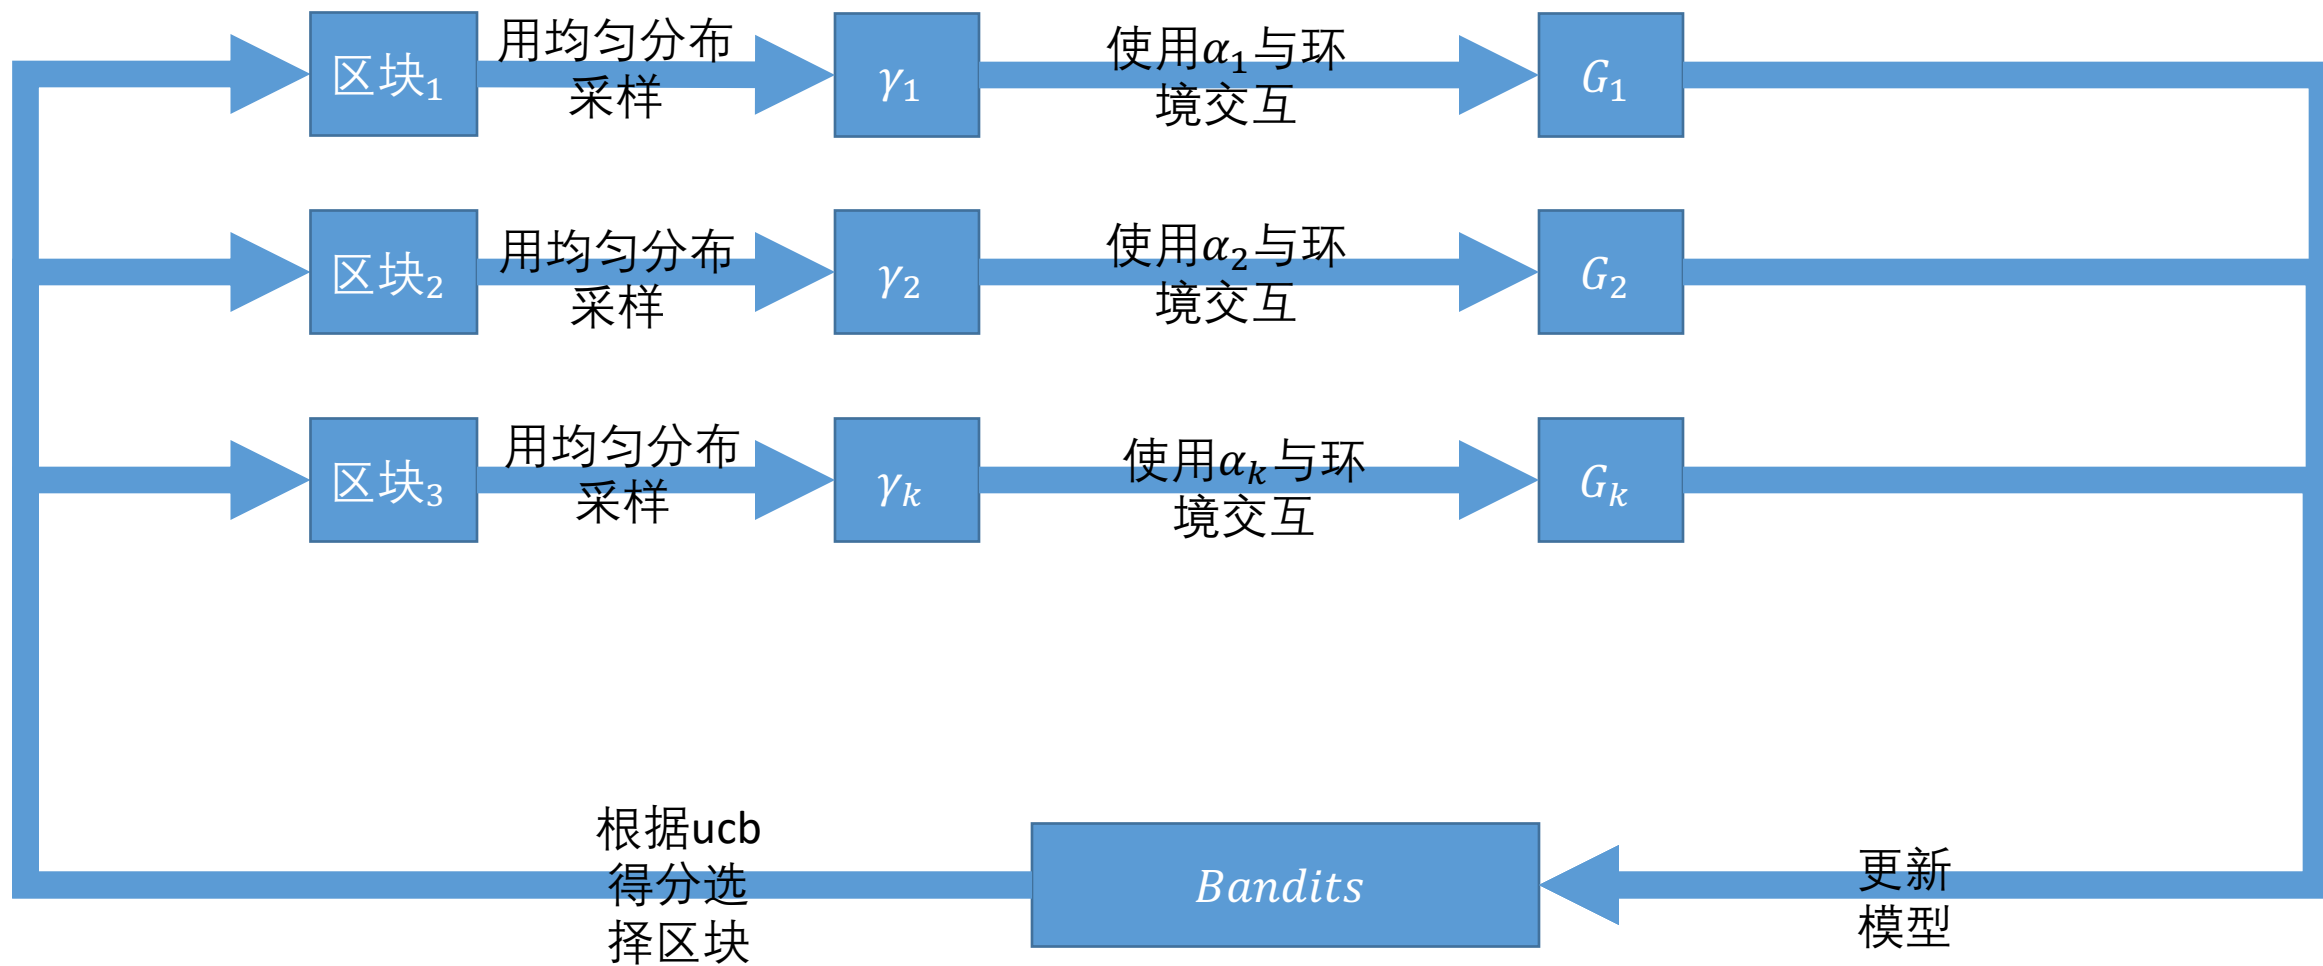 区块₁
用均匀分布
采样
γ₁
使用α₁与环
境交互
G₁
区块₂
用均匀分布
采样
γ₂
使用α₂与环
境交互
G₂
区块₃
用均匀分布
采样
γₖ
使用αₖ与环
境交互
Gₖ
根据ucb
得分选
择区块
Bandits
更新
模型